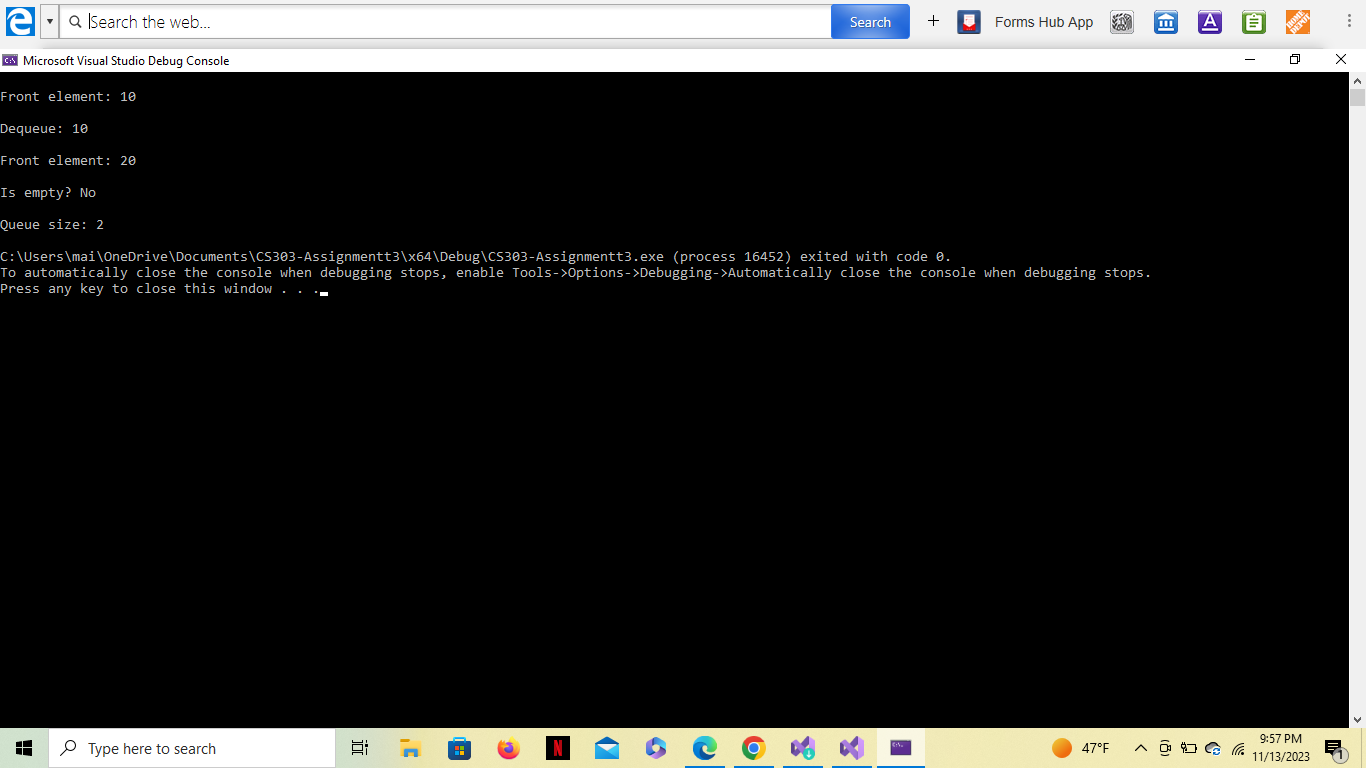 Search the web...
Search
Forms Hub App
A
HOME DEPOT
Microsoft Visual Studio Debug Console
Front element: 10
Dequeue: 10
Front element: 20
Is empty? No
Queue size: 2
C:\Users\mai\OneDrive\Documents\CS303-Assignmentt3\x64\Debug\CS303-Assignmentt3.exe (process 16452) exited with code 0.
To automatically close the console when debugging stops, enable Tools->Options->Debugging->Automatically close the console when debugging stops.
Press any key to close this window . . .
Type here to search
N
47°F
9:57 PM
11/13/2023
1